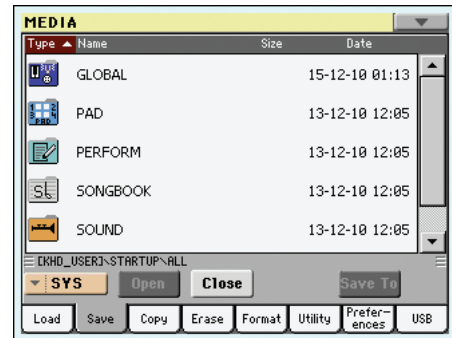 MEDIA
Type Name Size Date
GLOBAL 15-12-10 01:13
PAD 13-12-10 12:05
PERFORM 13-12-10 12:05
SONGBOOK 13-12-10 12:05
SOUND 13-12-10 12:05
[KHD_USER]\STARTUP\ALL
SYS Open Close Save To
Load Save Copy Erase Format Utility Prefer-ences USB